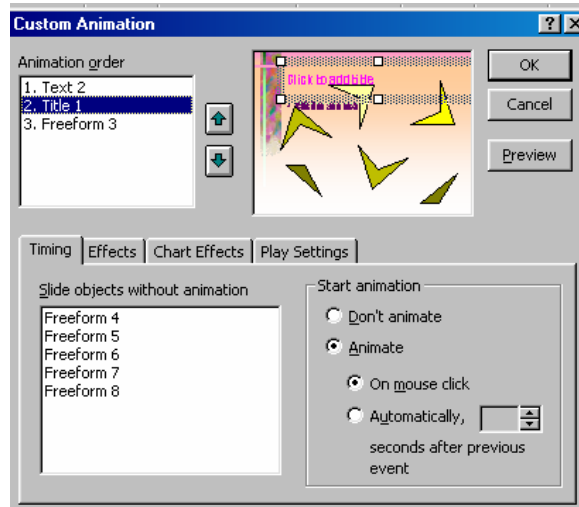 Custom Animation
Animation order
1. Text 2
2. Title 1
3. Freeform 3
Click to add title
OK
Cancel
Preview
Timing
Effects
Chart Effects
Play Settings
Slide objects without animation
Freeform 4
Freeform 5
Freeform 6
Freeform 7
Freeform 8
Start animation
Don't animate
Animate
On mouse click
Automatically,
seconds after previous
event